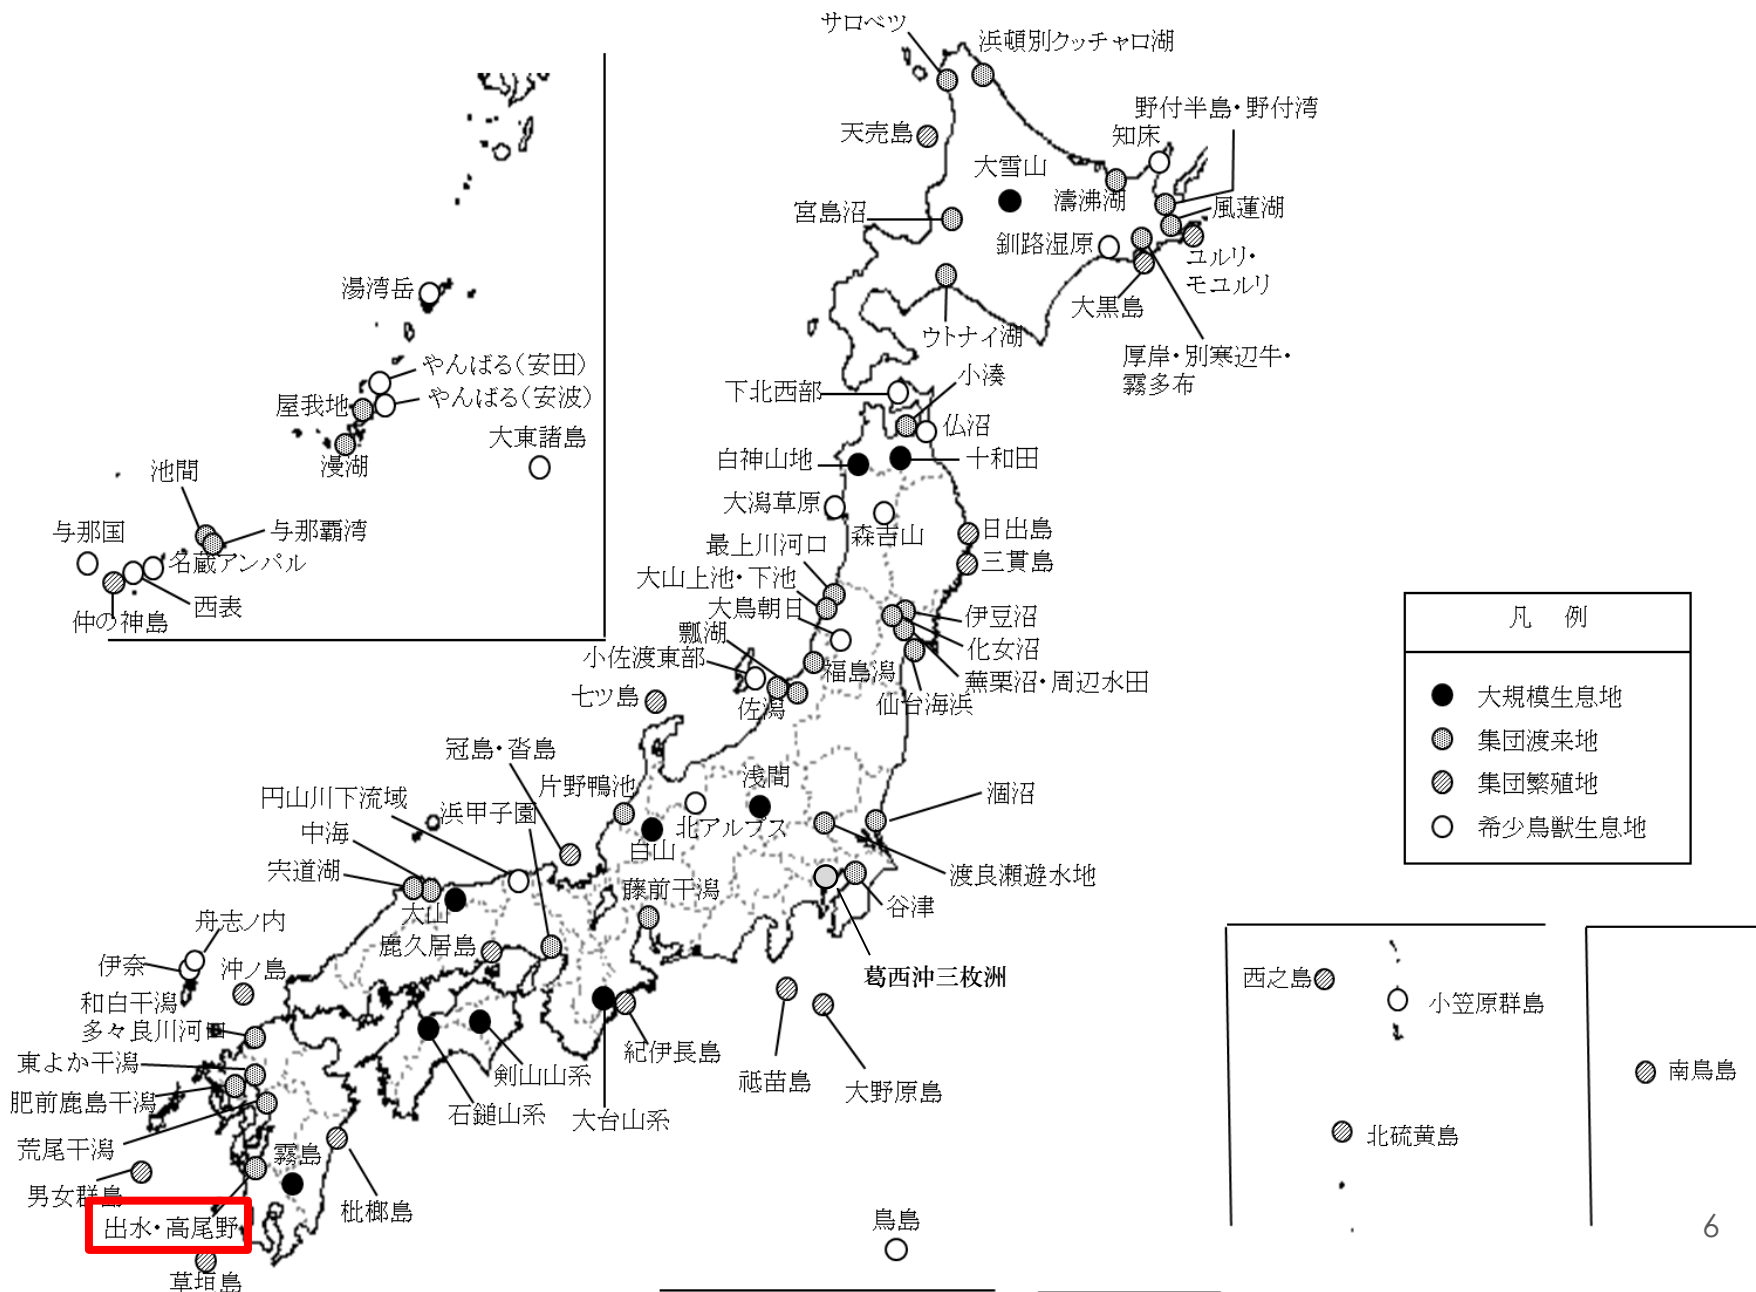 サロベツ
浜頓別クッチャロ湖
野付半島・野付湾
知床
天売島
大雪山
濤沸湖
風蓮湖
宮島沼
釧路湿原
ユルリ・
モユルリ
大黒島
ウトナイ湖
厚岸・別寒辺牛・
霧多布
湯湾岳
やんばる（安田）
やんばる（安波）
屋我地
大東諸島
漫湖
池間
与那国
与那覇湾
名蔵アンパル
西表
仲の神島
下北西部
小湊
仏沼
白神山地
十和田
大潟草原
森吉山
日出島
三貫島
最上川河口
大山上池・下池
大鳥朝日
伊豆沼
化女沼
蕪栗沼・周辺水田
仙台海浜
瓢湖
小佐渡東部
福島潟
佐潟
七ツ島
冠島・沓島
片野鴨池
浅間
北アルプス
白山
涸沼
渡良瀬遊水地
谷津
葛西沖三枚洲
円山川下流域
浜甲子園
中海
宍道湖
大山
藤前干潟
鹿久居島
舟志ノ内
伊奈
沖ノ島
和白干潟
多々良川河口
東よか干潟
肥前鹿島干潟
荒尾干潟
霧島
男女群島
出水・高尾野
草垣島
枇榔島
剣山山系
石鎚山系
大台山系
紀伊長島
祗苗島
大野原島
鳥島
凡 例
大規模生息地
集団渡来地
集団繁殖地
希少鳥獣生息地
西之島
小笠原群島
北硫黄島
南鳥島
6